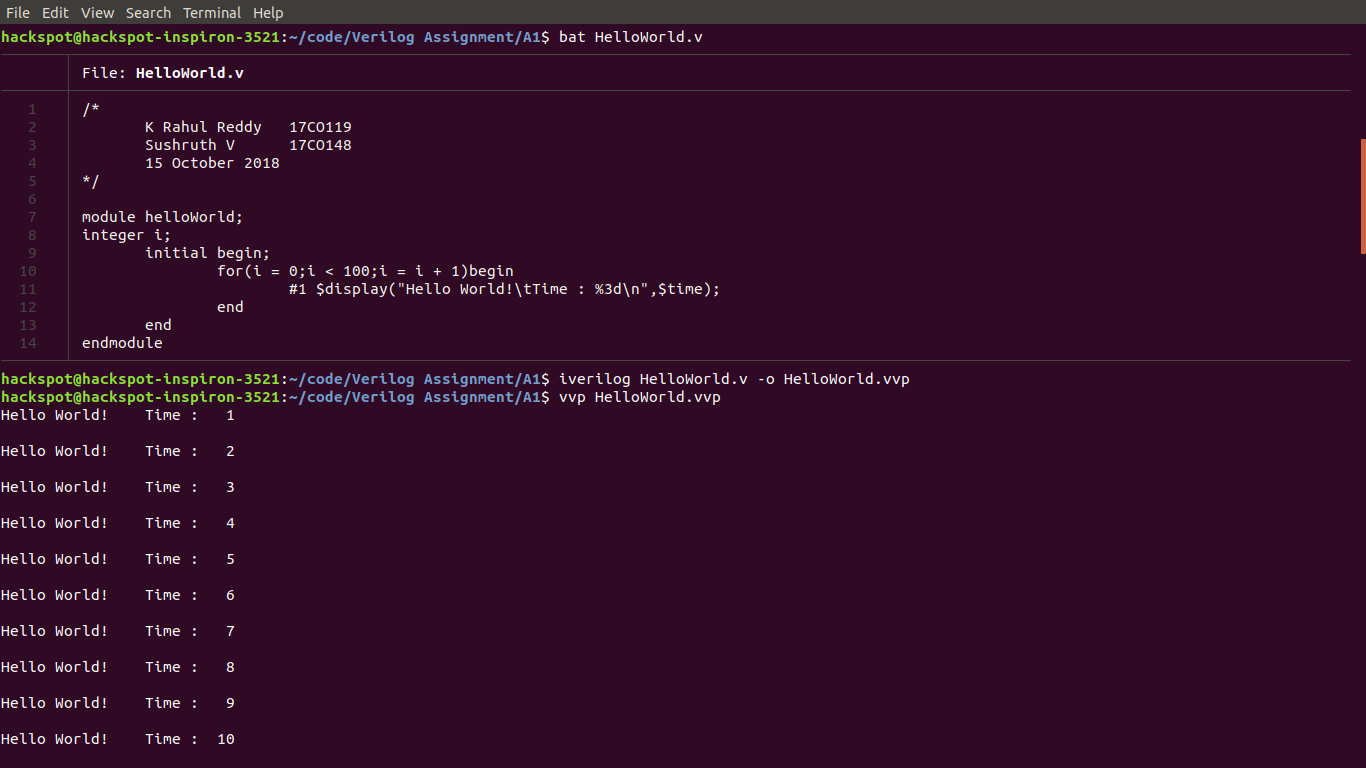 File Edit View Search Terminal Help
hackspot@hackspot-inspiron-3521:~/code/Verilog Assignment/A1$ bat HelloWorld.v
File: HelloWorld.v
1 /*
2 K Rahul Reddy 17CO119
3 Sushruth V 17CO148
4 15 October 2018
5 */
6
7 module helloWorld;
8 integer i;
9 initial begin;
10 for(i = 0;i < 100;i = i + 1)begin
11 #1 $display("Hello World!\tTime : %3d\n",$time);
12 end
13 end
14 endmodule
hackspot@hackspot-inspiron-3521:~/code/Verilog Assignment/A1$ iverilog HelloWorld.v -o HelloWorld.vvp
hackspot@hackspot-inspiron-3521:~/code/Verilog Assignment/A1$ vvp HelloWorld.vvp
Hello World! Time : 1
Hello World! Time : 2
Hello World! Time : 3
Hello World! Time : 4
Hello World! Time : 5
Hello World! Time : 6
Hello World! Time : 7
Hello World! Time : 8
Hello World! Time : 9
Hello World! Time : 10